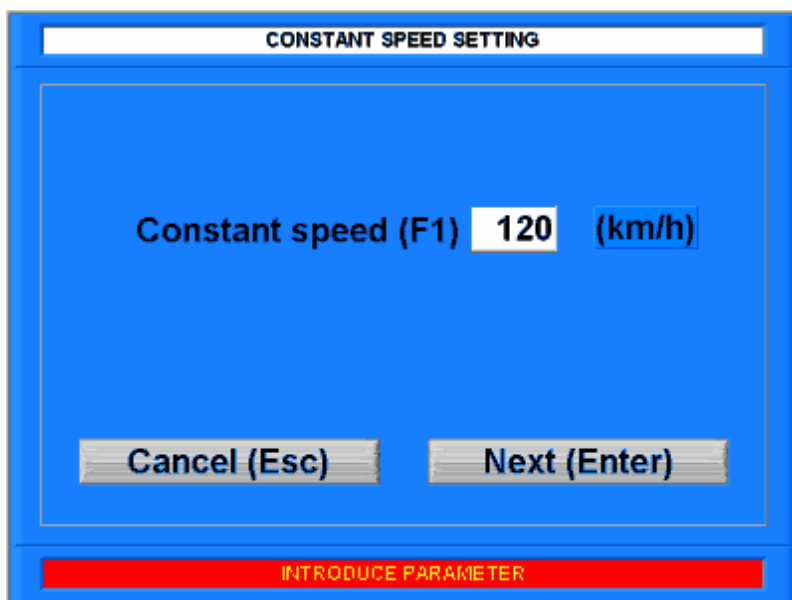 CONSTANT SPEED SETTING
Constant speed (F1) 120 (km/h)
Cancel (Esc) Next (Enter)
INTRODUCE PARAMETER